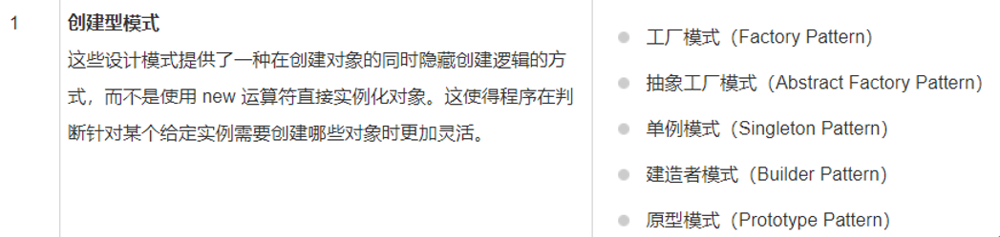 1
创建型模式
这些设计模式提供了一种在创建对象的同时隐藏创建逻辑的方
式，而不是使用 new 运算符直接实例化对象。这使得程序在判
断针对某个给定实例需要创建哪些对象时更加灵活。
工厂模式（Factory Pattern）
抽象工厂模式（Abstract Factory Pattern）
单例模式（Singleton Pattern）
建造者模式（Builder Pattern）
原型模式（Prototype Pattern）